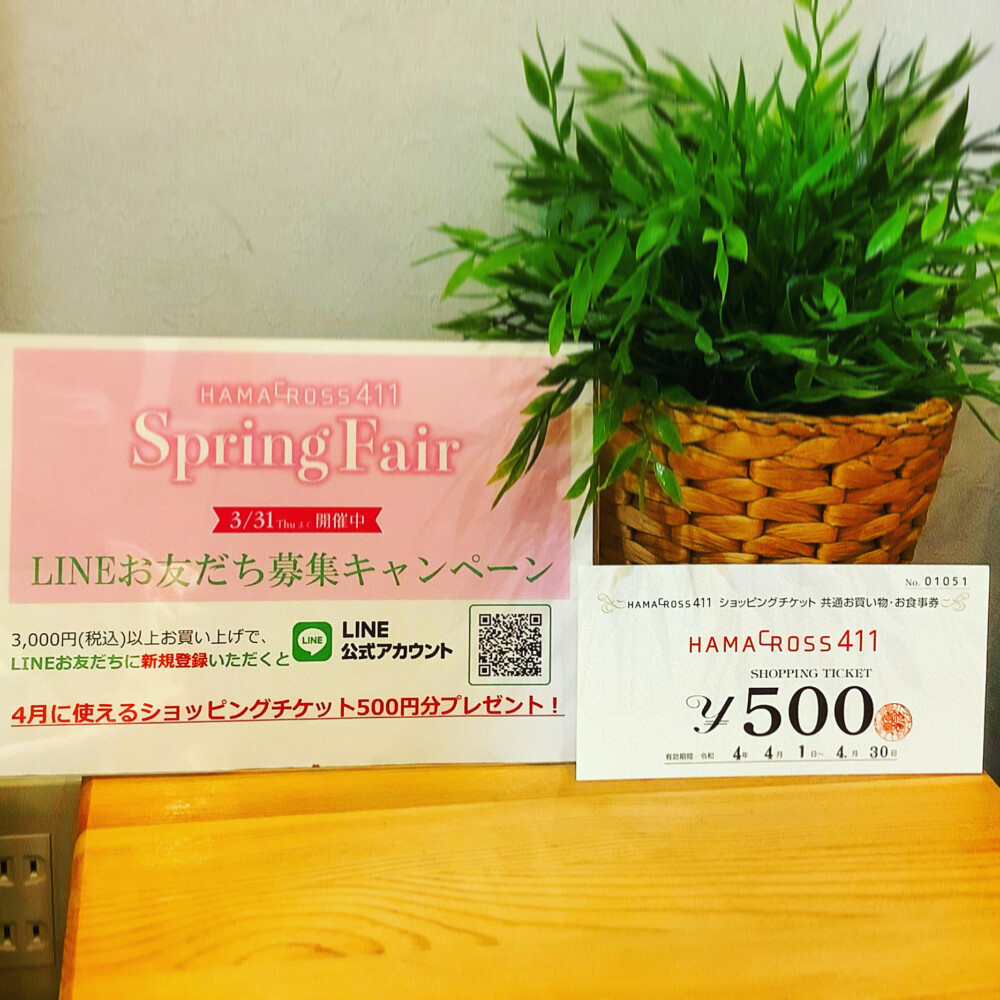 HAMACROSS411
Spring Fair
3/31 Thu まで 開催中
LINEお友だち募集キャンペーン
3,000円(税込)以上お買い上げで、
LINEお友だちに新規登録いただくと
LINE
LINE
公式アカウント
4月に使えるショッピングチケット500円分プレゼント！
No. 01051
HAMACROSS411 ショッピングチケット 共通お買い物・お食事券
HAMACROSS411
SHOPPING TICKET
¥500
有効期間 令和 4年 4月 1日～ 4.月 30日